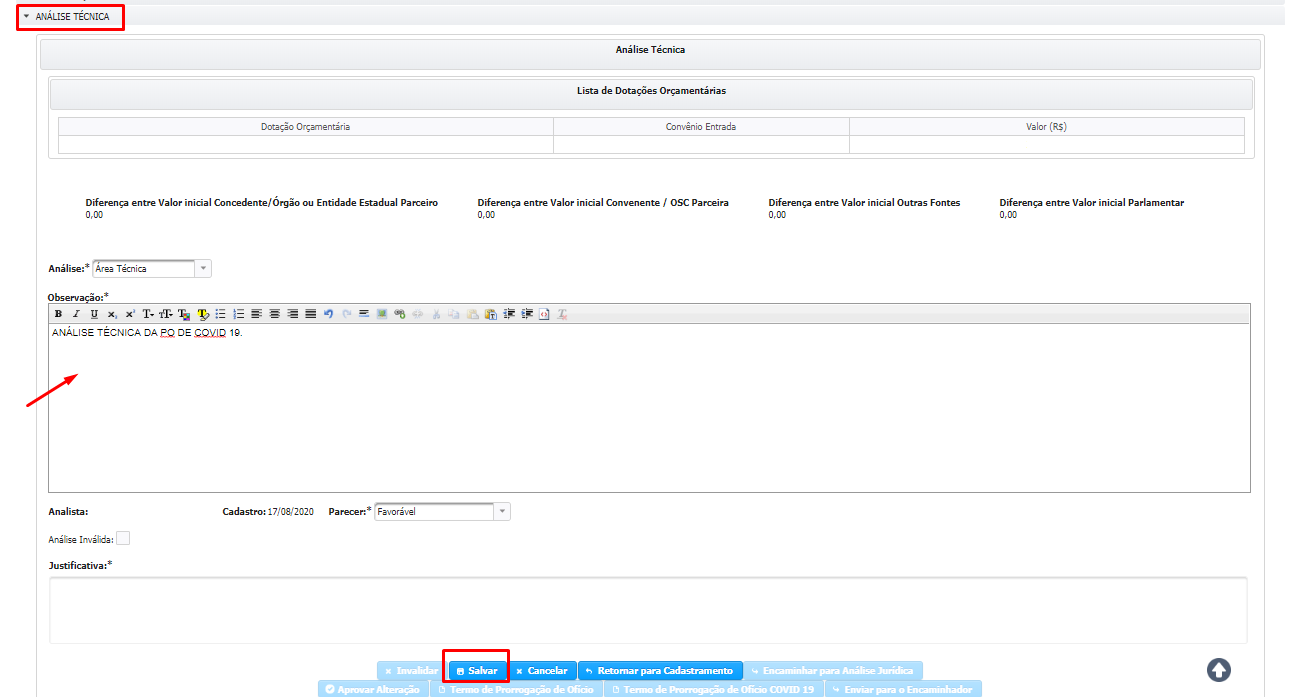 ANÁLISE TÉCNICA
Análise Técnica
Lista de Dotações Orçamentárias
Dotação Orçamentária Convênio Entrada Valor (R$)
Diferença entre Valor inicial Concedente/Órgão ou Entidade Estadual Parceiro Diferença entre Valor inicial Convenente / OSC Parceira Diferença entre Valor inicial Outras Fontes Diferença entre Valor inicial Parlamentar
0,00 0,00 0,00 0,00
Análise:* Área Técnica
Observação:*
ANÁLISE TÉCNICA DA PO DE COVID 19.
Analista: Cadastro: 17/08/2020 Parecer:* Favorável
Análise Inválida:
Justificativa:*
Invalidar Salvar Cancelar Retornar para Cadastramento Encaminhar para Análise Jurídica
Aprovar Alteração Termo de Prorrogação de Ofício Termo de Prorrogação de Ofício COVID 19 Enviar para o Encaminhador